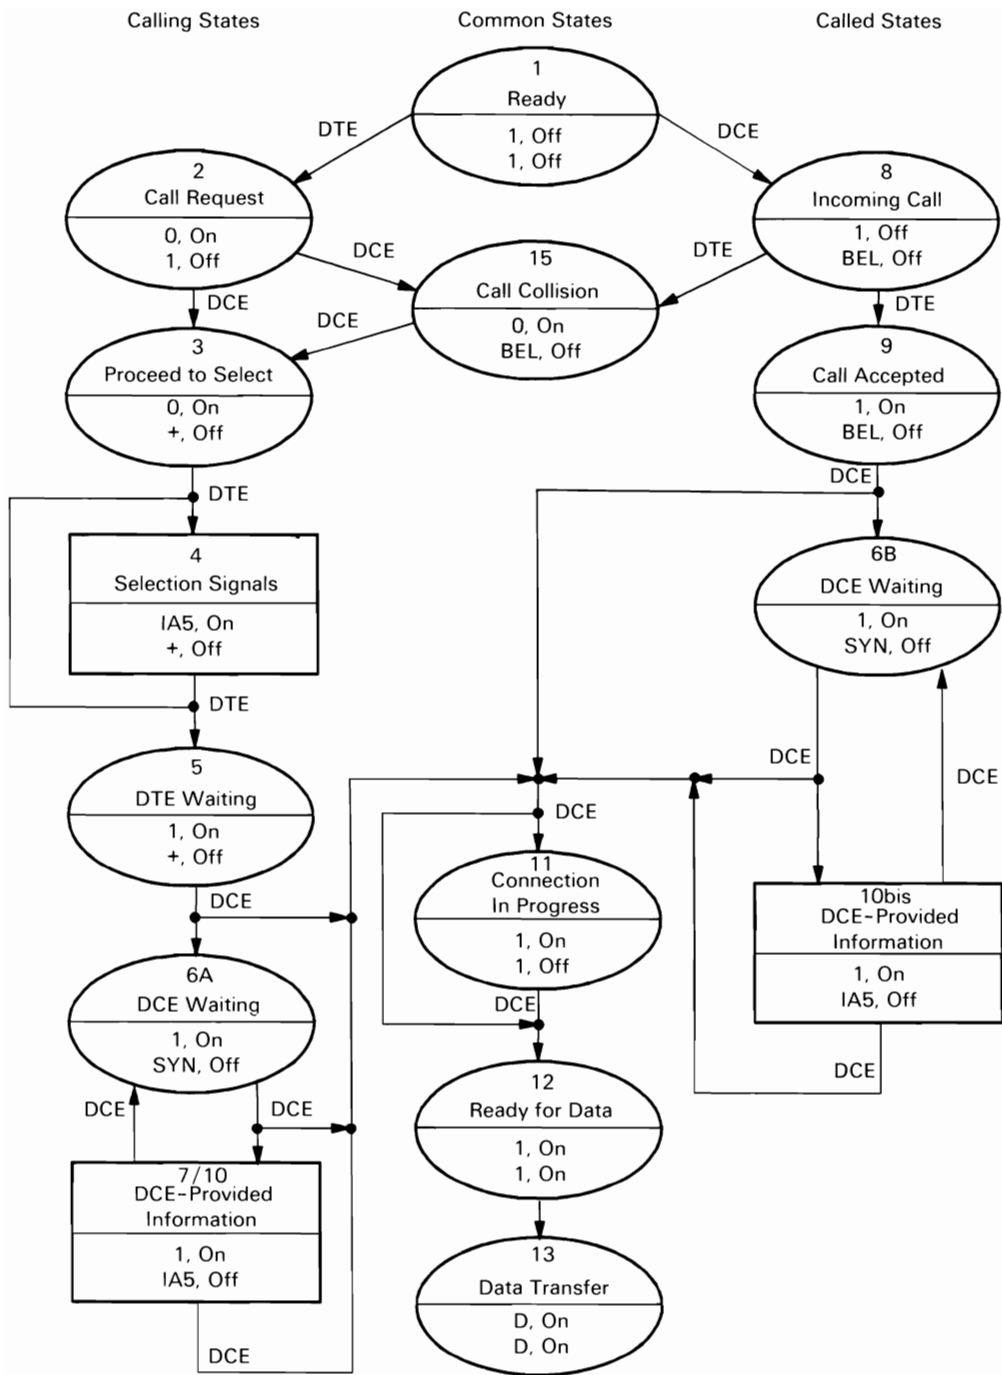 Calling States
Common States
Called States
1
Ready
1, Off
1, Off
DTE
DCE
2
Call Request
0, On
1, Off
8
Incoming Call
1, Off
BEL, Off
DCE
DTE
15
Call Collision
0, On
BEL, Off
DCE
DCE
DTE
3
Proceed to Select
0, On
+, Off
9
Call Accepted
1, On
BEL, Off
DTE
DCE
4
Selection Signals
IA5, On
+, Off
6B
DCE Waiting
1, On
SYN, Off
DTE
5
DTE Waiting
1, On
+, Off
DCE
DCE
DCE
DCE
11
Connection
In Progress
1, On
1, Off
10bis
DCE-Provided
Information
1, On
IA5, Off
6A
DCE Waiting
1, On
SYN, Off
DCE
DCE
DCE
DCE
12
Ready for Data
1, On
1, On
7/10
DCE-Provided
Information
1, On
IA5, Off
13
Data Transfer
D, On
D, On
DCE